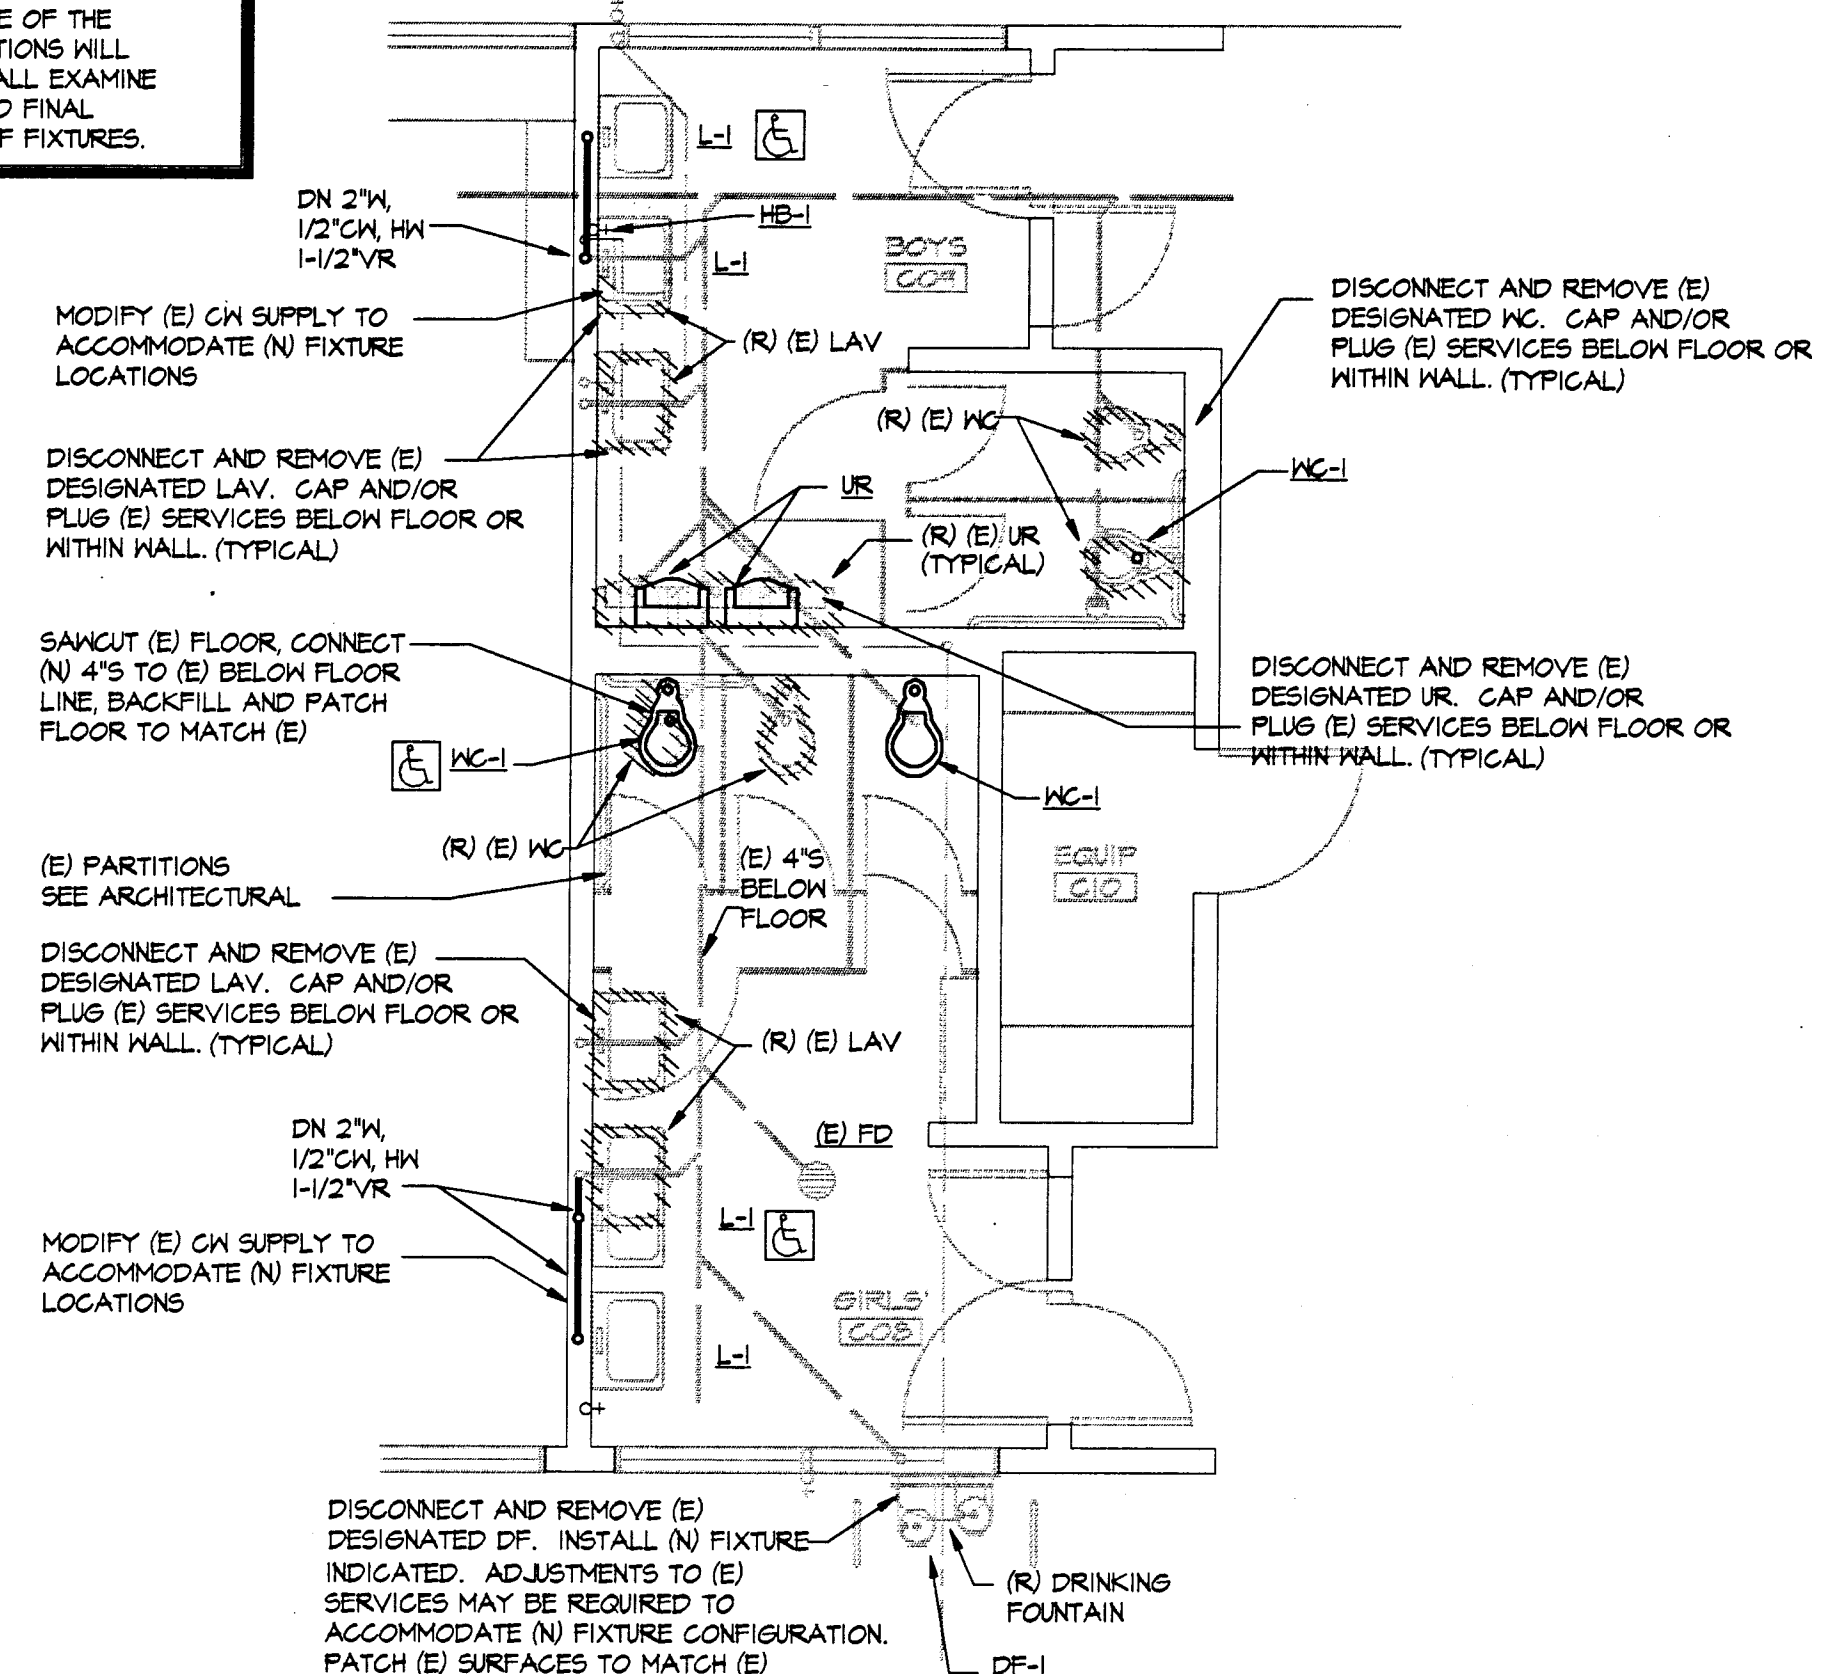 E OF THE
TIONS WILL
ALL EXAMINE
D FINAL
F FIXTURES.
L-1
DN 2"W,
1/2"CW, HW
1-1/2"VR
HB-1
L-1
BOYS
C09
MODIFY (E) CW SUPPLY TO
ACCOMMODATE (N) FIXTURE
LOCATIONS
(R) (E) LAV
DISCONNECT AND REMOVE (E)
DESIGNATED WC. CAP AND/OR
PLUG (E) SERVICES BELOW FLOOR OR
WITHIN WALL. (TYPICAL)
(R) (E) WC
WC-1
DISCONNECT AND REMOVE (E)
DESIGNATED LAV. CAP AND/OR
PLUG (E) SERVICES BELOW FLOOR OR
WITHIN WALL. (TYPICAL)
UR
(R) (E) UR
(TYPICAL)
SAWCUT (E) FLOOR, CONNECT
(N) 4"S TO (E) BELOW FLOOR
LINE, BACKFILL AND PATCH
FLOOR TO MATCH (E)
DISCONNECT AND REMOVE (E)
DESIGNATED UR. CAP AND/OR
PLUG (E) SERVICES BELOW FLOOR OR
WITHIN WALL. (TYPICAL)
WC-1
WC-1
(R) (E) WC
(E) 4"S
BELOW
FLOOR
EQUIP
C10
(E) PARTITIONS
SEE ARCHITECTURAL
DISCONNECT AND REMOVE (E)
DESIGNATED LAV. CAP AND/OR
PLUG (E) SERVICES BELOW FLOOR OR
WITHIN WALL. (TYPICAL)
(R) (E) LAV
(E) FD
DN 2"W,
1/2"CW, HW
1-1/2"VR
L-1
MODIFY (E) CW SUPPLY TO
ACCOMMODATE (N) FIXTURE
LOCATIONS
GIRLS'
C08
L-1
DISCONNECT AND REMOVE (E)
DESIGNATED DF. INSTALL (N) FIXTURE
INDICATED. ADJUSTMENTS TO (E)
SERVICES MAY BE REQUIRED TO
ACCOMMODATE (N) FIXTURE CONFIGURATION.
PATCH (E) SURFACES TO MATCH (E)
(R) DRINKING
FOUNTAIN
DF-1